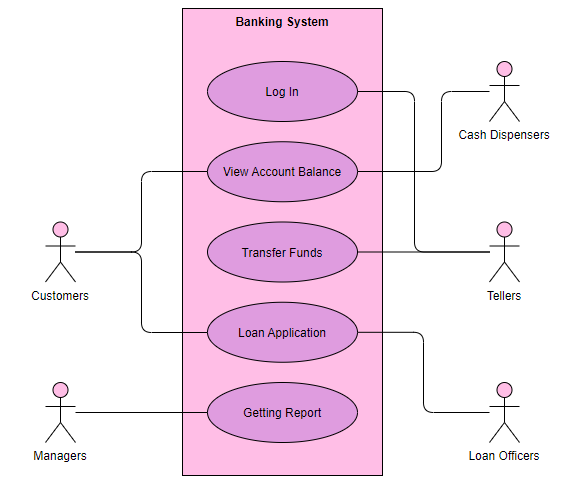 Banking System
Log In
Cash Dispensers
View Account Balance
Transfer Funds
Customers
Tellers
Loan Application
Getting Report
Managers
Loan Officers